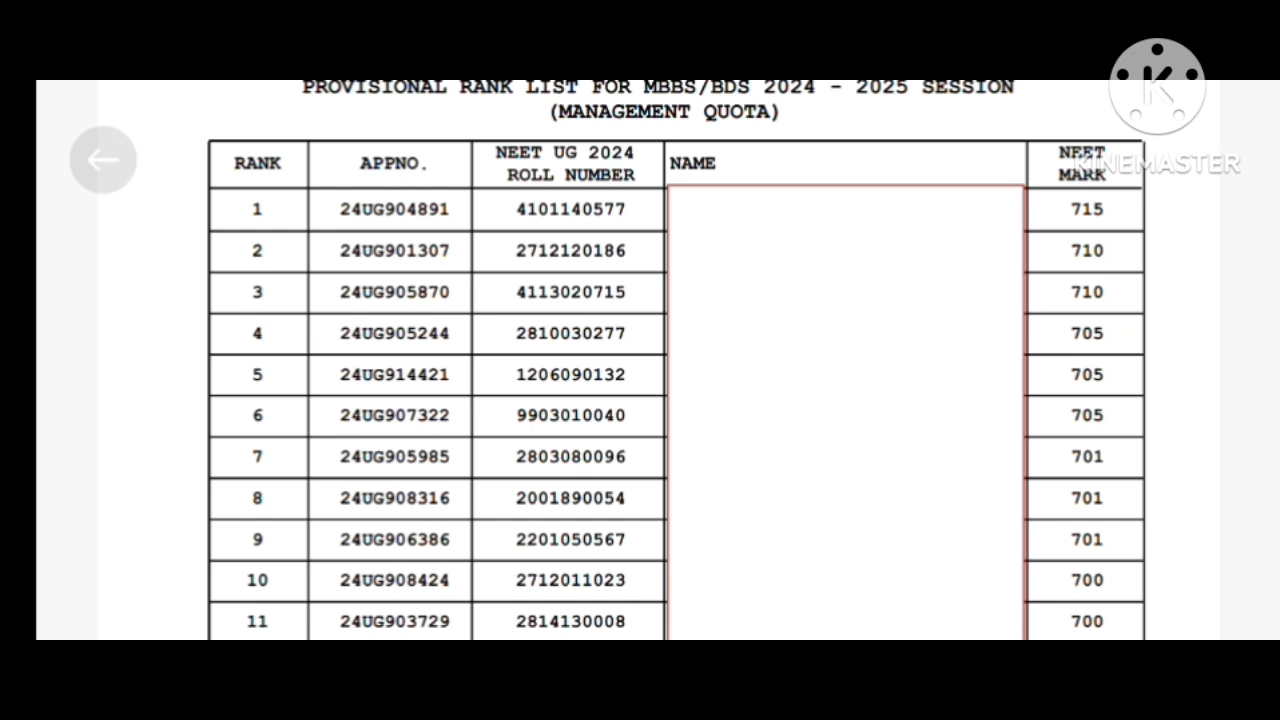 PROVISIONAL RANK LIST FOR MBBS/BDS 2024 - 2025 SESSION
(MANAGEMENT QUOTA)
RANK APPNO. NEET UG 2024 ROLL NUMBER NAME NEET MARK
1 24UG904891 4101140577 715
2 24UG901307 2712120186 710
3 24UG905870 4113020715 710
4 24UG905244 2810030277 705
5 24UG914421 1206090132 705
6 24UG907322 9903010040 705
7 24UG905985 2803080096 701
8 24UG908316 2001890054 701
9 24UG906386 2201050567 701
10 24UG908424 2712011023 700
11 24UG903729 2814130008 700
K
KINEMASTER